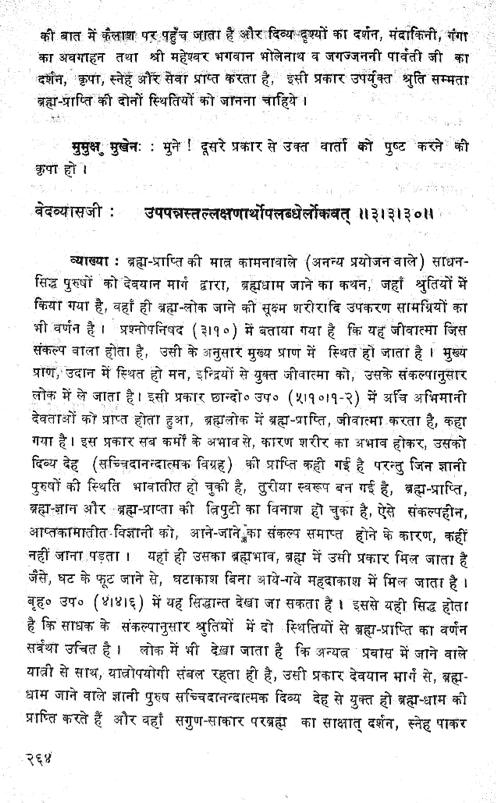 की बात में कैलाश पर पहुँच जाता है और दिव्य दृश्यों का दर्शन, मंदाकिनी, गंगा
का अवगाहन तथा श्री महेश्वर भगवान भोलेनाथ व जगज्जननी पार्वती जी का
दर्शन, कृपा, स्नेह और सेवा प्राप्त करता है, इसी प्रकार उपर्युक्त श्रुति सम्मता
ब्रह्म-प्राप्ति की दोनों स्थितियों को जानना चाहिये ।
मुमुक्षु मुखेनः : मुने ! दूसरे प्रकार से उक्त वार्ता को पुष्ट करने की
कृपा हो ।
वेदव्यासजी : उपपन्नस्तल्लक्षणार्थोपलब्धेर्लोकवत् ॥३।३।३०॥
व्याख्या : ब्रह्म-प्राप्ति की मात्र कामनावाले (अनन्य प्रयोजन वाले) साधन-
सिद्ध पुरुषों को देवयान मार्ग द्वारा, ब्रह्मधाम जाने का कथन, जहाँ श्रुतियों में
किया गया है, वहाँ ही ब्रह्म-लोक जाने की सूक्ष्म शरीरादि उपकरण सामग्रियों का
भी वर्णन है । प्रश्नोपनिषद (३।१०) में बताया गया है कि यह जीवात्मा जिस
संकल्प वाला होता है, उसी के अनुसार मुख्य प्राण में स्थित हो जाता है । मुख्य
प्राण, उदान में स्थित हो मन, इन्द्रियों से युक्त जीवात्मा को, उसके संकल्पानुसार
लोक में ले जाता है। इसी प्रकार छान्दो० उप० (५।१०।१-२) में अर्चि अभिमानी
देवताओं को प्राप्त होता हुआ, ब्रह्मलोक में ब्रह्म-प्राप्ति, जीवात्मा करता है, कहा
गया है। इस प्रकार सब कर्मों के अभाव से, कारण शरीर का अभाव होकर, उसको
दिव्य देह (सच्चिदानन्दात्मक विग्रह) की प्राप्ति कही गई है परन्तु जिन ज्ञानी
पुरुषों की स्थिति भावातीत हो चुकी है, तुरीया स्वरूप बन गई है, ब्रह्म-प्राप्ति,
ब्रह्म-ज्ञान और ब्रह्म-प्राप्ता की त्रिपुटी का विनाश हो चुका है, ऐसे संकल्पहीन,
आप्तकामातीत-विज्ञानी को, आने-जाने का संकल्प समाप्त होने के कारण, कहीं
नहीं जाना पड़ता । यहां ही उसका ब्रह्मभाव, ब्रह्म में उसी प्रकार मिल जाता है
जैसे, घट के फूट जाने से, घटाकाश बिना आये-गये महदाकाश में मिल जाता है ।
बृह० उप० (४।४।६) में यह सिद्धान्त देखा जा सकता है । इससे यही सिद्ध होता
है कि साधक के संकल्पानुसार श्रुतियों में दो स्थितियों से ब्रह्म-प्राप्ति का वर्णन
सर्वथा उचित है । लोक में भी देखा जाता है कि अन्यत्र प्रवास में जाने वाले
यात्री से साथ, यात्रोपयोगी संबल रहता ही है, उसी प्रकार देवयान मार्ग से, ब्रह्म-
धाम जाने वाले ज्ञानी पुरुष सच्चिदानन्दात्मक दिव्य देह से युक्त हो ब्रह्म-धाम को
प्राप्ति करते हैं और वहाँ सगुण-साकार परब्रह्म का साक्षात् दर्शन, स्नेह पाकर
२६४